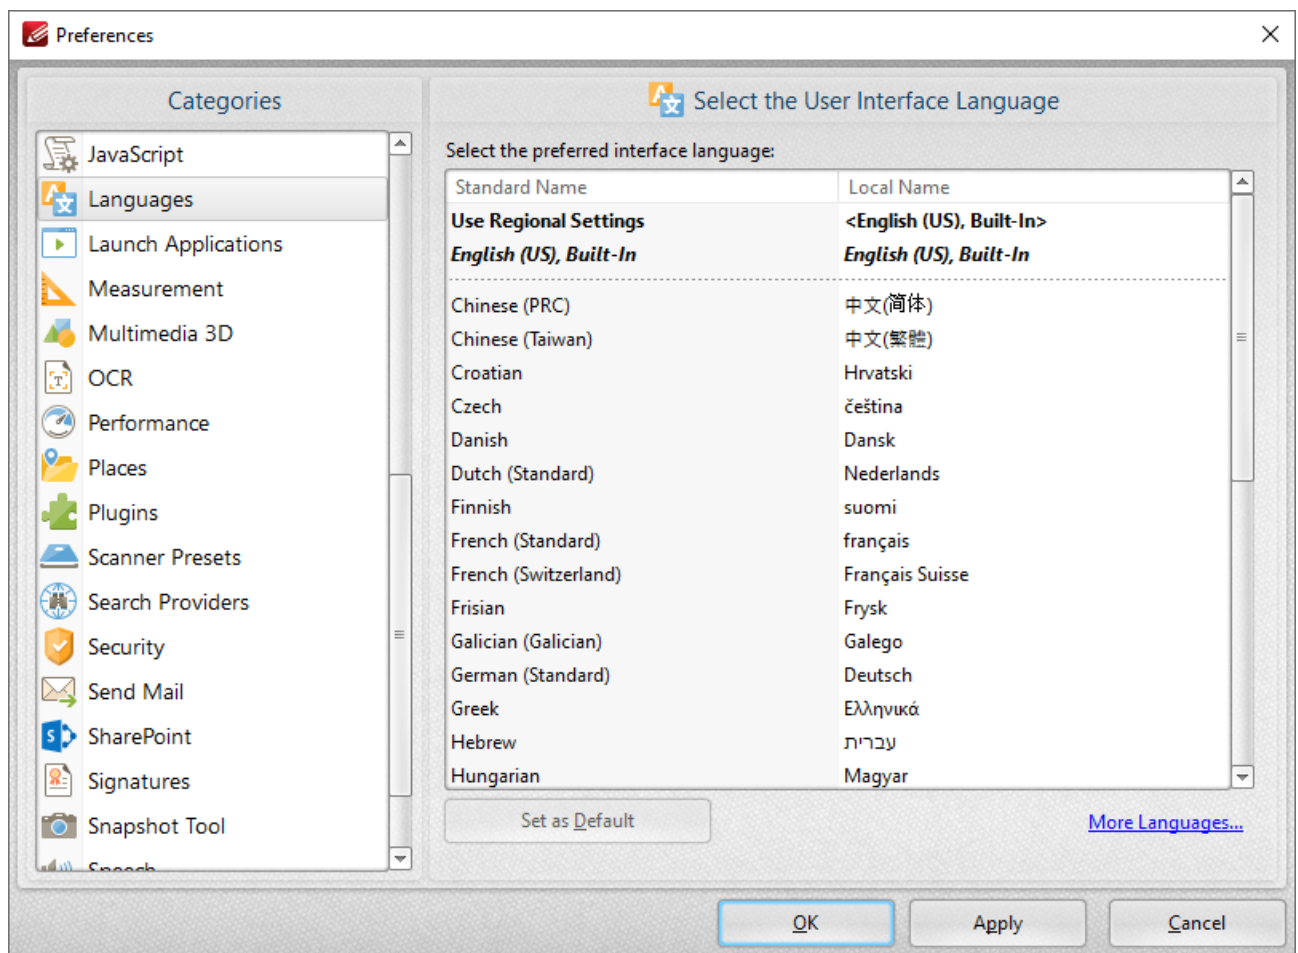 Preferences
Categories
JavaScript
Languages
Launch Applications
Measurement
Multimedia 3D
OCR
Performance
Places
Plugins
Scanner Presets
Search Providers
Security
Send Mail
SharePoint
Signatures
Snapshot Tool
Speech
Select the User Interface Language
Select the preferred interface language:
Standard Name Local Name
Use Regional Settings <English (US), Built-In>
English (US), Built-In English (US), Built-In
Chinese (PRC) 中文(简体)
Chinese (Taiwan) 中文(繁體)
Croatian Hrvatski
Czech čeština
Danish Dansk
Dutch (Standard) Nederlands
Finnish suomi
French (Standard) français
French (Switzerland) Français Suisse
Frisian Frysk
Galician (Galician) Galego
German (Standard) Deutsch
Greek Ελληνικά
Hebrew עברית
Hungarian Magyar
Set as Default
More Languages...
OK Apply Cancel